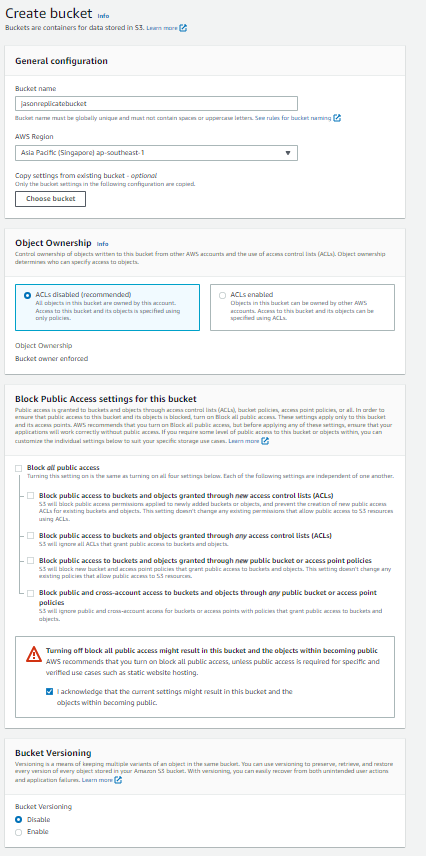 Create bucket Info
Buckets are containers for data stored in S3. Learn more
General configuration
Bucket name
jasonreplicatebucket
Bucket name must be globally unique and must not contain spaces or uppercase letters. See rules for bucket naming
AWS Region
Asia Pacific (Singapore) ap-southeast-1
Copy settings from existing bucket - optional
Only the bucket settings in the following configuration are copied.
Choose bucket
Object Ownership Info
Control ownership of objects written to this bucket from other AWS accounts and the use of access control lists (ACLs). Object ownership
determines who can specify access to objects.
ACLs disabled (recommended)
All objects in this bucket are owned by this account.
Access to this bucket and its objects is specified using
only policies.
ACLs enabled
Objects in this bucket can be owned by other AWS
accounts. Access to this bucket and its objects can be
specified using ACLs.
Object Ownership
Bucket owner enforced
Block Public Access settings for this bucket
Public access is granted to buckets and objects through access control lists (ACLs), bucket policies, access point policies, or all. In order to
ensure that public access to this bucket and its objects is blocked, turn on Block all public access. These settings apply only to this bucket
and its access points. AWS recommends that you turn on Block all public access, but before applying any of these settings, ensure that your
applications will work correctly without public access. If you require some level of public access to this bucket or objects within, you can
customize the individual settings below to suit your specific storage use cases. Learn more
Block all public access
Turning this setting on is the same as turning on all four settings below. Each of the following settings are independent of one another.
Block public access to buckets and objects granted through new access control lists (ACLs)
S3 will block public access permissions applied to newly added buckets or objects, and prevent the creation of new public access
ACLs for existing buckets and objects. This setting doesn't change any existing permissions that allow public access to S3 resources
using ACLs.
Block public access to buckets and objects granted through any access control lists (ACLs)
S3 will ignore all ACLs that grant public access to buckets and objects.
Block public access to buckets and objects granted through new public bucket or access point policies
S3 will block new bucket and access point policies that grant public access to buckets and objects. This setting doesn't change any
existing policies that allow public access to S3 resources.
Block public and cross-account access to buckets and objects through any public bucket or access point
policies
S3 will ignore public and cross-account access for buckets or access points with policies that grant public access to buckets and
objects.
Turning off block all public access might result in this bucket and the objects within becoming public
AWS recommends that you turn on block all public access, unless public access is required for specific and
verified use cases such as static website hosting.
I acknowledge that the current settings might result in this bucket and the
objects within becoming public.
Bucket Versioning
Versioning is a means of keeping multiple variants of an object in the same bucket. You can use versioning to preserve, retrieve, and restore
every version of every object stored in your Amazon S3 bucket. With versioning, you can easily recover from both unintended user actions
and application failures. Learn more
Bucket Versioning
Disable
Enable